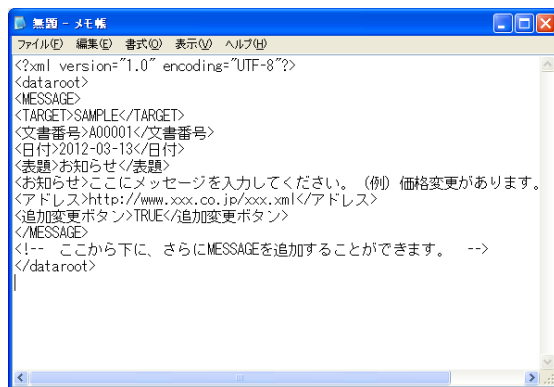 無題 - メモ帳
ファイル(F) 編集(E) 書式(O) 表示(V) ヘルプ(H)
<?xml version="1.0" encoding="UTF-8"?>
<dataroot>
<MESSAGE>
<TARGET>SAMPLE</TARGET>
<文書番号>A00001</文書番号>
<日付>2012-03-13</日付>
<表題>お知らせ</表題>
<お知らせ>ここにメッセージを入力してください。（例）価格変更があります。
<アドレス>http://www.xxx.co.jp/xxx.xml</アドレス>
<追加変更ボタン>TRUE</追加変更ボタン>
</MESSAGE>
<!-- ここから下に、さらにMESSAGEを追加することができます。 -->
</dataroot>